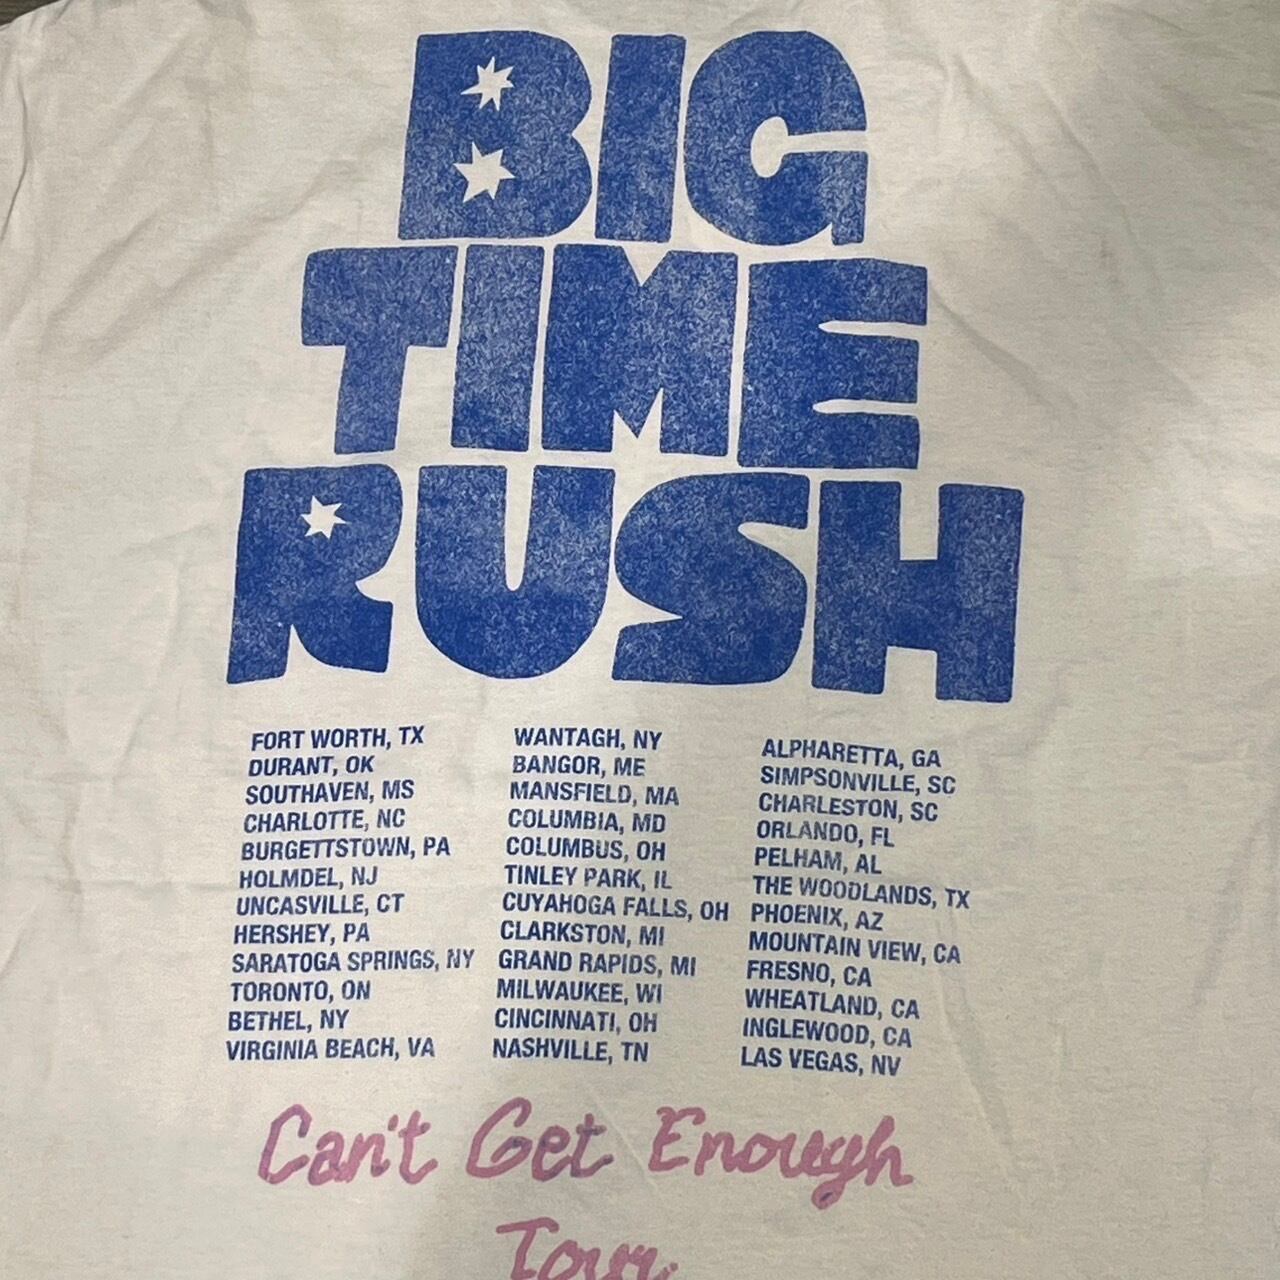 BIG
TIME
RUSH
FORT WORTH, TX
DURANT, OK
SOUTHAVEN, MS
CHARLOTTE, NC
BURGETTSTOWN, PA
HOLMDEL, NJ
UNCASVILLE, CT
HERSHEY, PA
SARATOGA SPRINGS, NY
TORONTO, ON
BETHEL, NY
VIRGINIA BEACH, VA
WANTAGH, NY
BANGOR, ME
MANSFIELD, MA
COLUMBIA, MD
COLUMBUS, OH
TINLEY PARK, IL
CUYAHOGA FALLS, OH
CLARKSTON, MI
GRAND RAPIDS, MI
MILWAUKEE, WI
CINCINNATI, OH
NASHVILLE, TN
ALPHARETTA, GA
SIMPSONVILLE, SC
CHARLESTON, SC
ORLANDO, FL
PELHAM, AL
THE WOODLANDS, TX
PHOENIX, AZ
MOUNTAIN VIEW, CA
FRESNO, CA
WHEATLAND, CA
INGLEWOOD, CA
LAS VEGAS, NV
Can't Get Enough
Tour